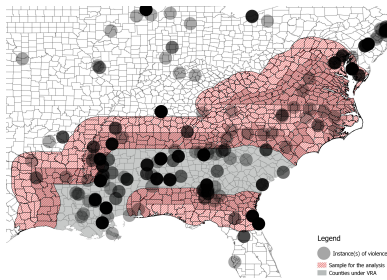 Legend
Instance(s) of violence
Sample for the analysis
Counties under VRA